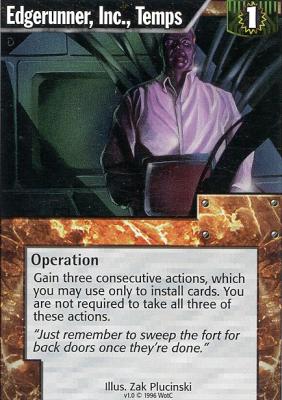 Edgerunner, Inc., Temps
1
Operation
Gain three consecutive actions, which
you may use only to install cards. You
are not required to take all three of
these actions.
“Just remember to sweep the fort for
back doors once they’re done.”
Illus. Zak Plucinski
v1.0 © 1996 WotC